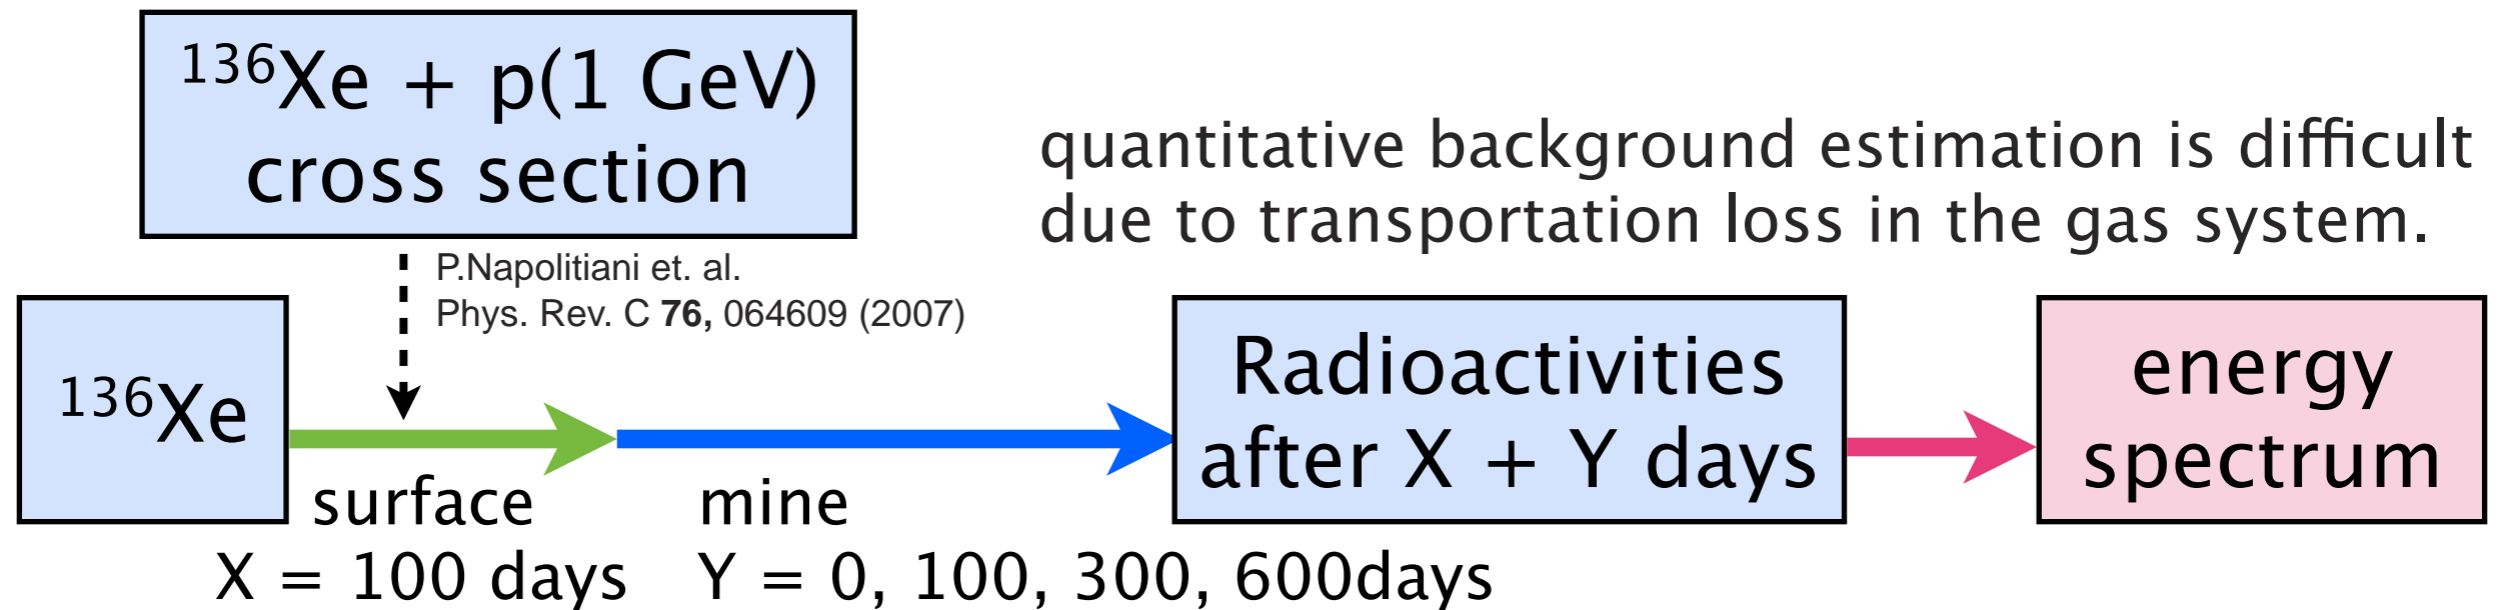 ¹³⁶Xe + p(1 GeV)
cross section
quantitative background estimation is difficult
due to transportation loss in the gas system.
P.Napolitiani et. al.
Phys. Rev. C 76, 064609 (2007)
¹³⁶Xe
surface
X = 100 days
mine
Y = 0, 100, 300, 600days
Radioactivities
after X + Y days
energy
spectrum